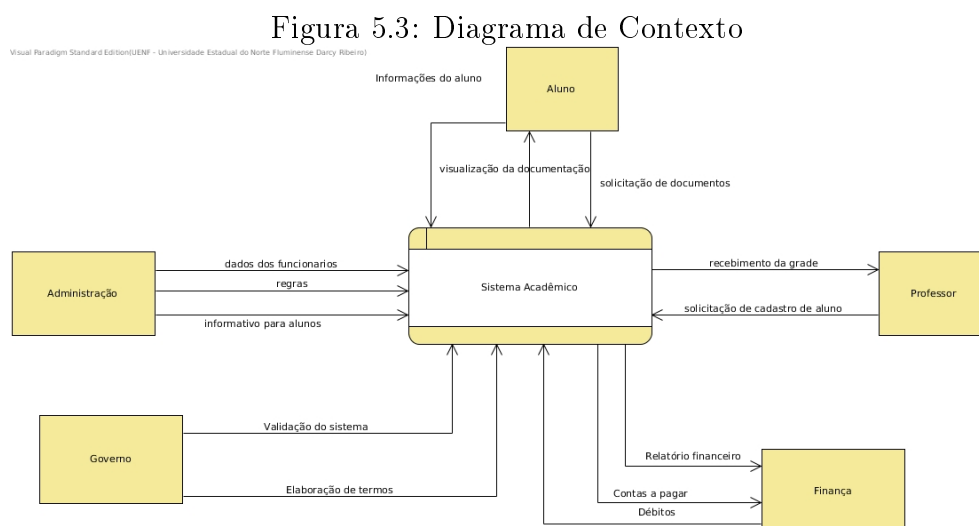 Figura 5.3: Diagrama de Contexto
Visual Paradigm Standard Edition(UENF - Universidade Estadual do Norte Fluminense Darcy Ribeiro)
Informações do aluno
Aluno
visualização da documentação
solicitação de documentos
dados dos funcionarios
regras
informativo para alunos
Administração
Sistema Acadêmico
recebimento da grade
solicitação de cadastro de aluno
Professor
Validação do sistema
Governo
Elaboração de termos
Relatório financeiro
Contas a pagar
Débitos
Finança